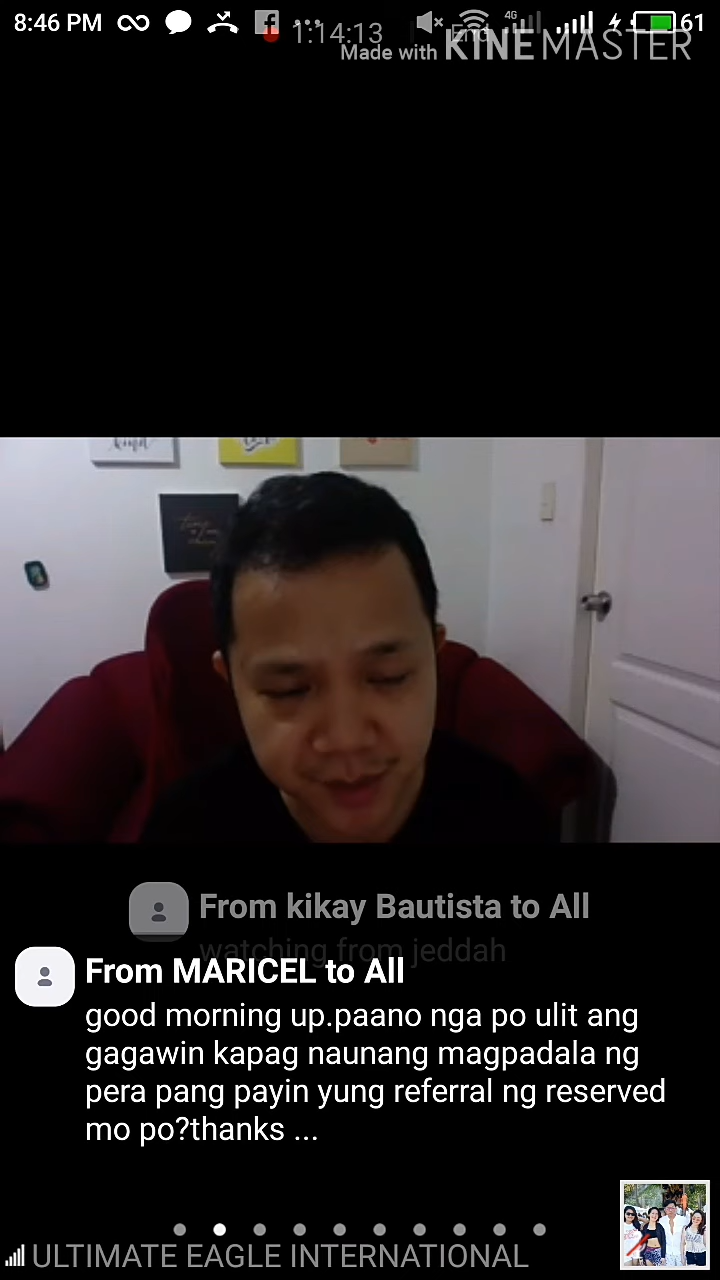 8:46 PM
4G
61
1:14:13
End
Made with KINEMASTER
From kikay Bautista to All
watching from jeddah
From MARICEL to All
good morning up.paano nga po ulit ang
gagawin kapag naunang magpadala ng
pera pang payin yung referral ng reserved
mo po?thanks ...
ULTIMATE EAGLE INTERNATIONAL